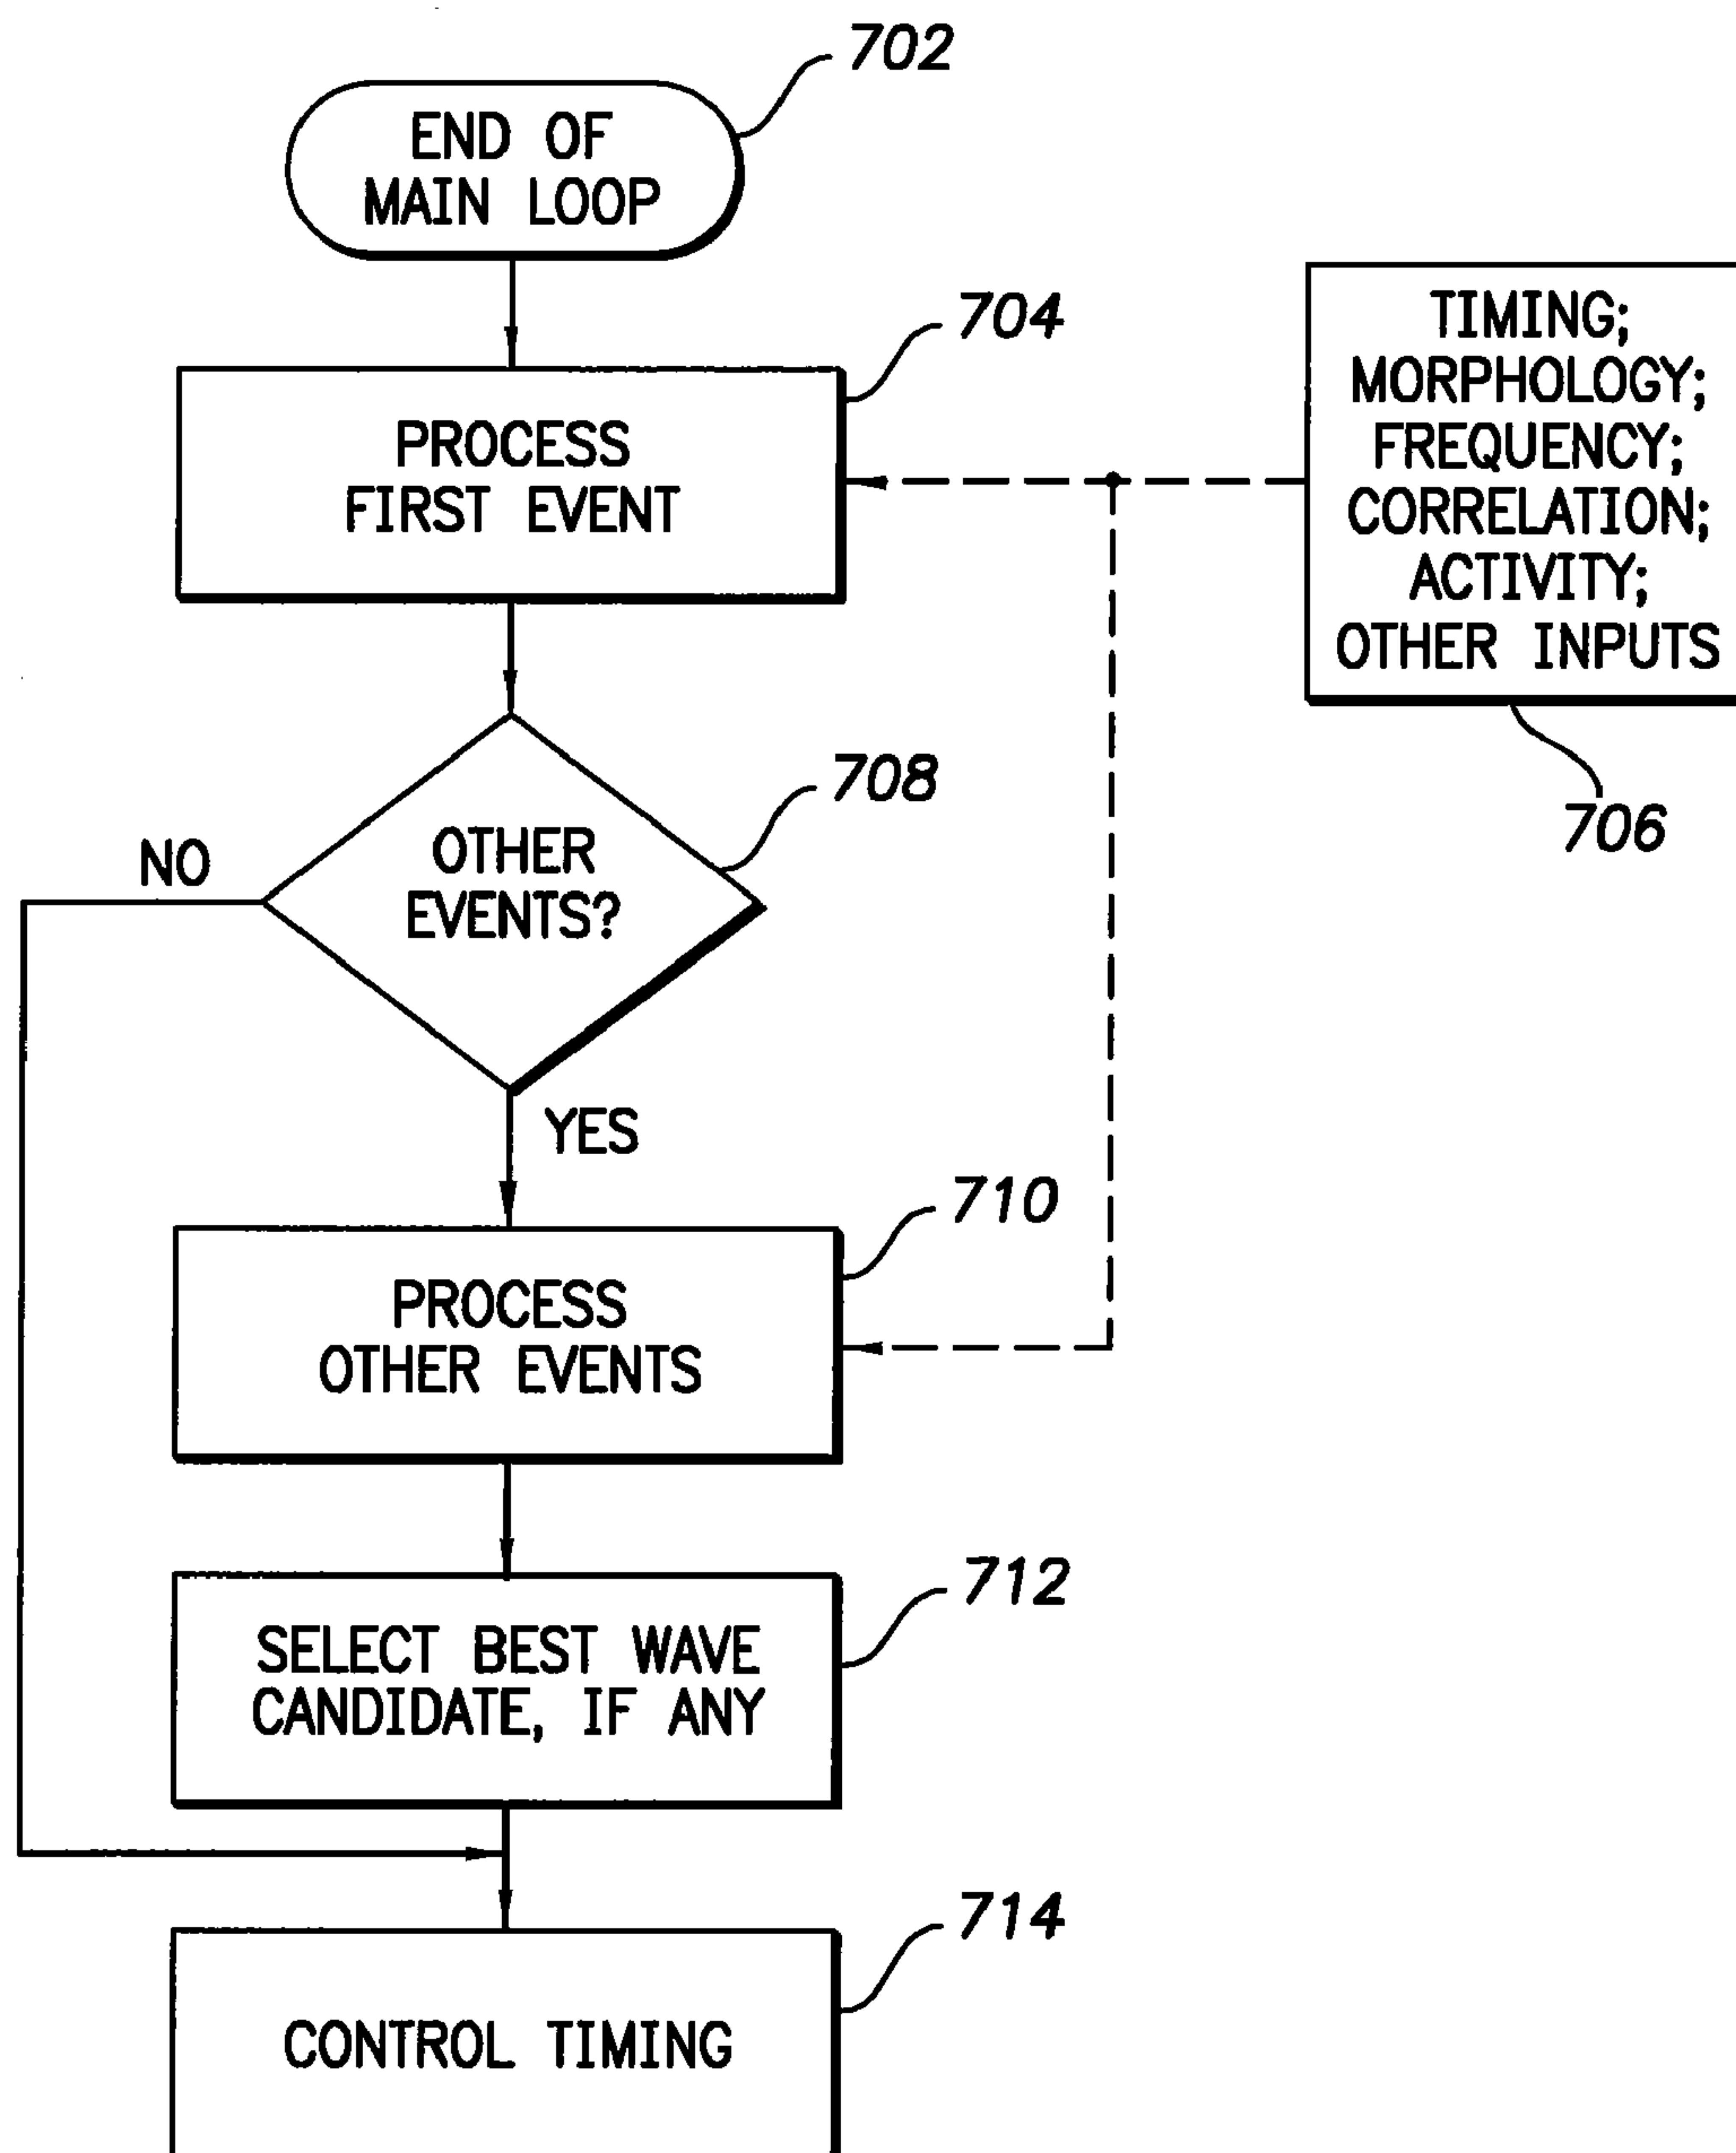 702
END OF
MAIN LOOP
704
PROCESS
FIRST EVENT
TIMING;
MORPHOLOGY;
FREQUENCY;
CORRELATION;
ACTIVITY;
OTHER INPUTS
706
708
OTHER
EVENTS?
NO
YES
710
PROCESS
OTHER EVENTS
712
SELECT BEST WAVE
CANDIDATE, IF ANY
714
CONTROL TIMING